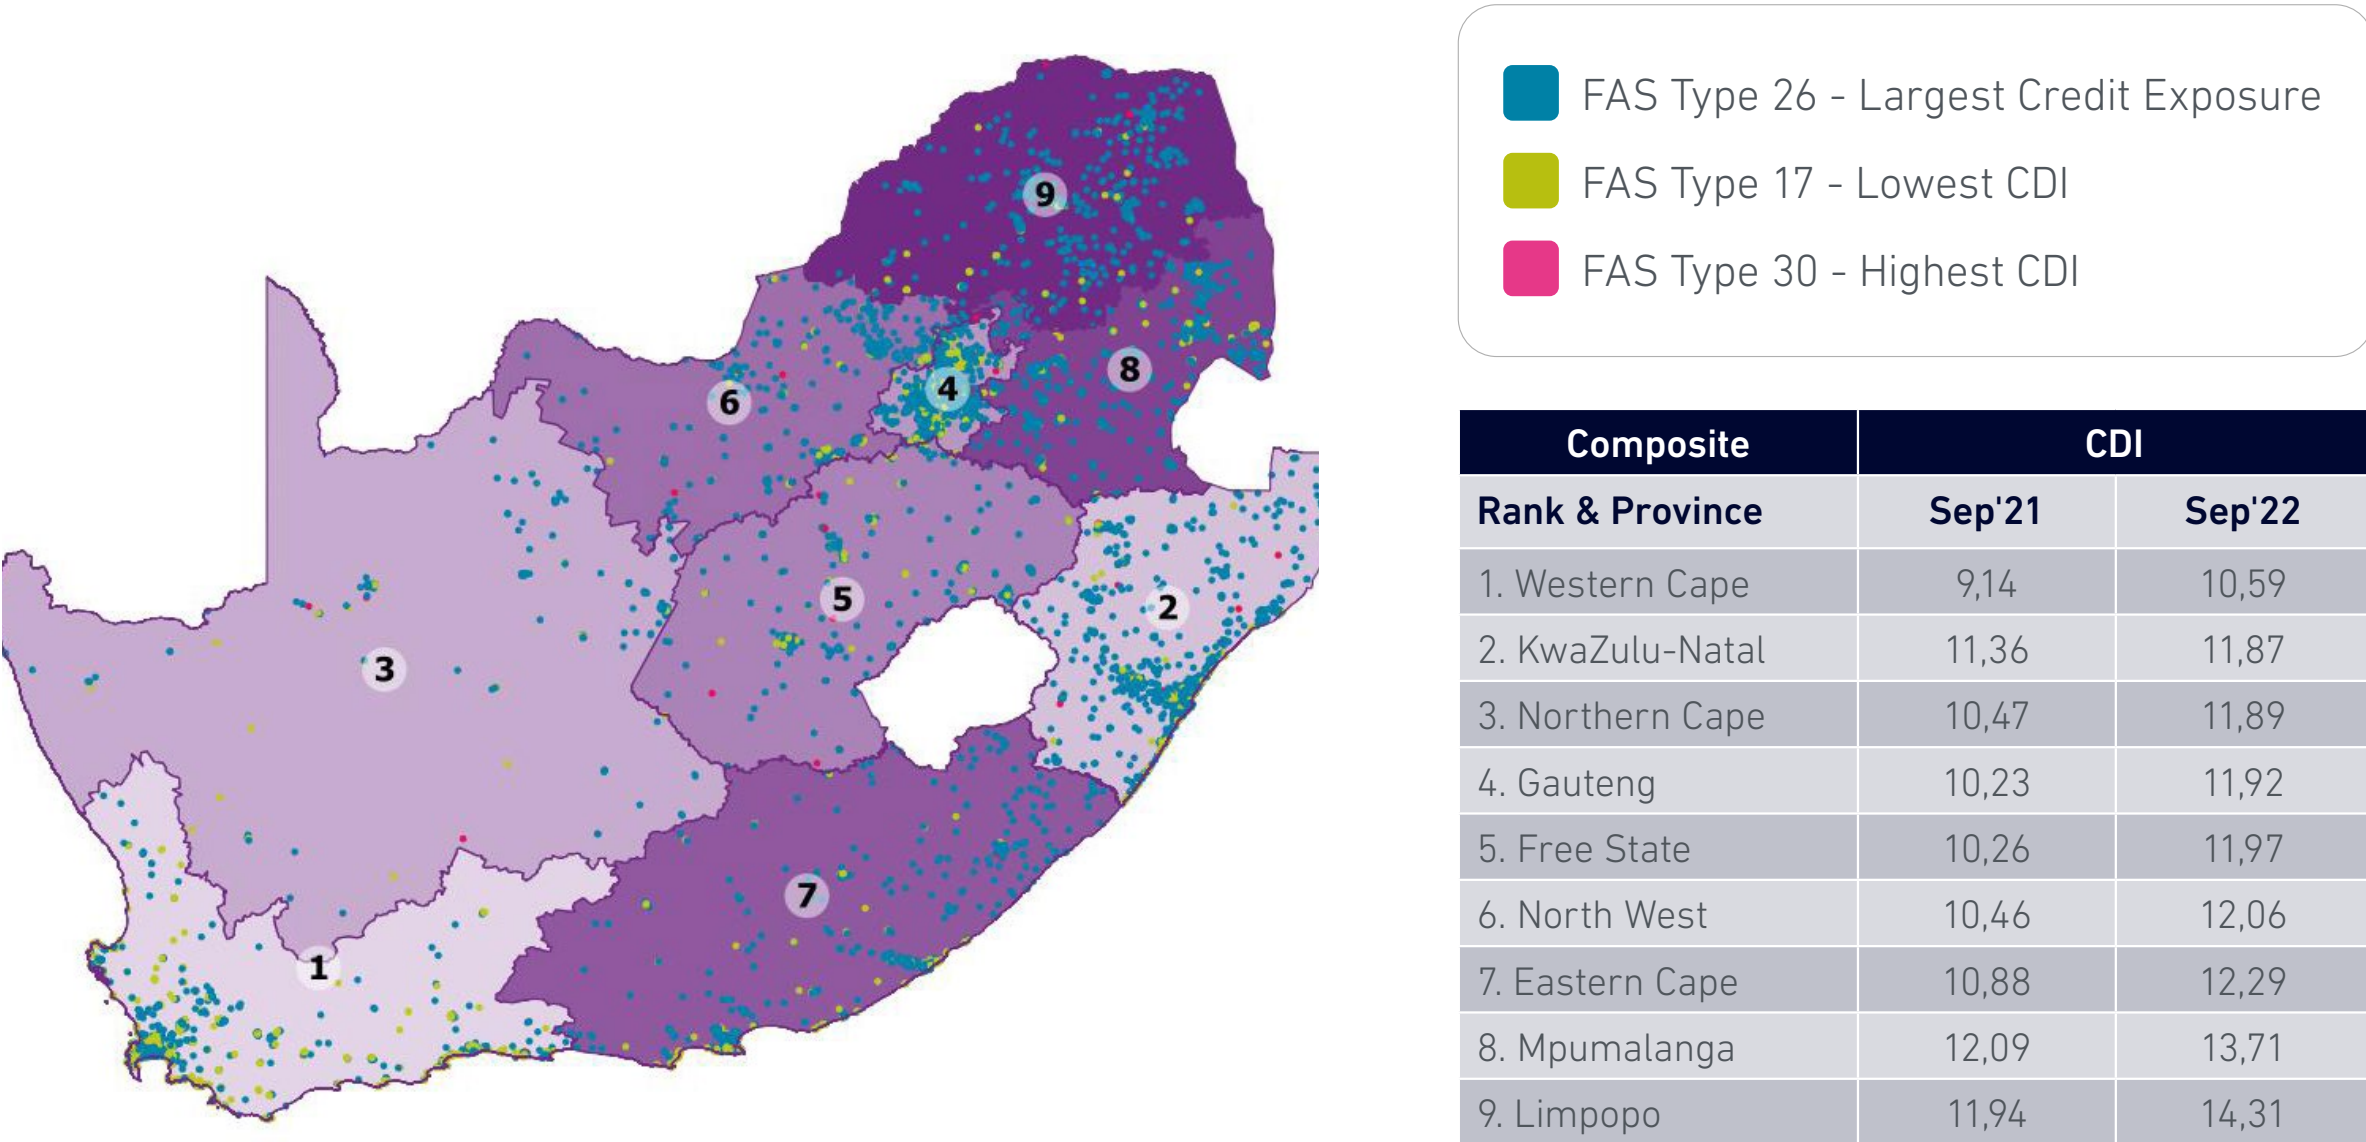 FAS Type 26 - Largest Credit Exposure
FAS Type 17 - Lowest CDI
FAS Type 30 - Highest CDI
9
8
4
6
5
2
3
7
1
Composite CDI
Rank & Province Sep'21 Sep'22
1. Western Cape 9,14 10,59
2. KwaZulu-Natal 11,36 11,87
3. Northern Cape 10,47 11,89
4. Gauteng 10,23 11,92
5. Free State 10,26 11,97
6. North West 10,46 12,06
7. Eastern Cape 10,88 12,29
8. Mpumalanga 12,09 13,71
9. Limpopo 11,94 14,31